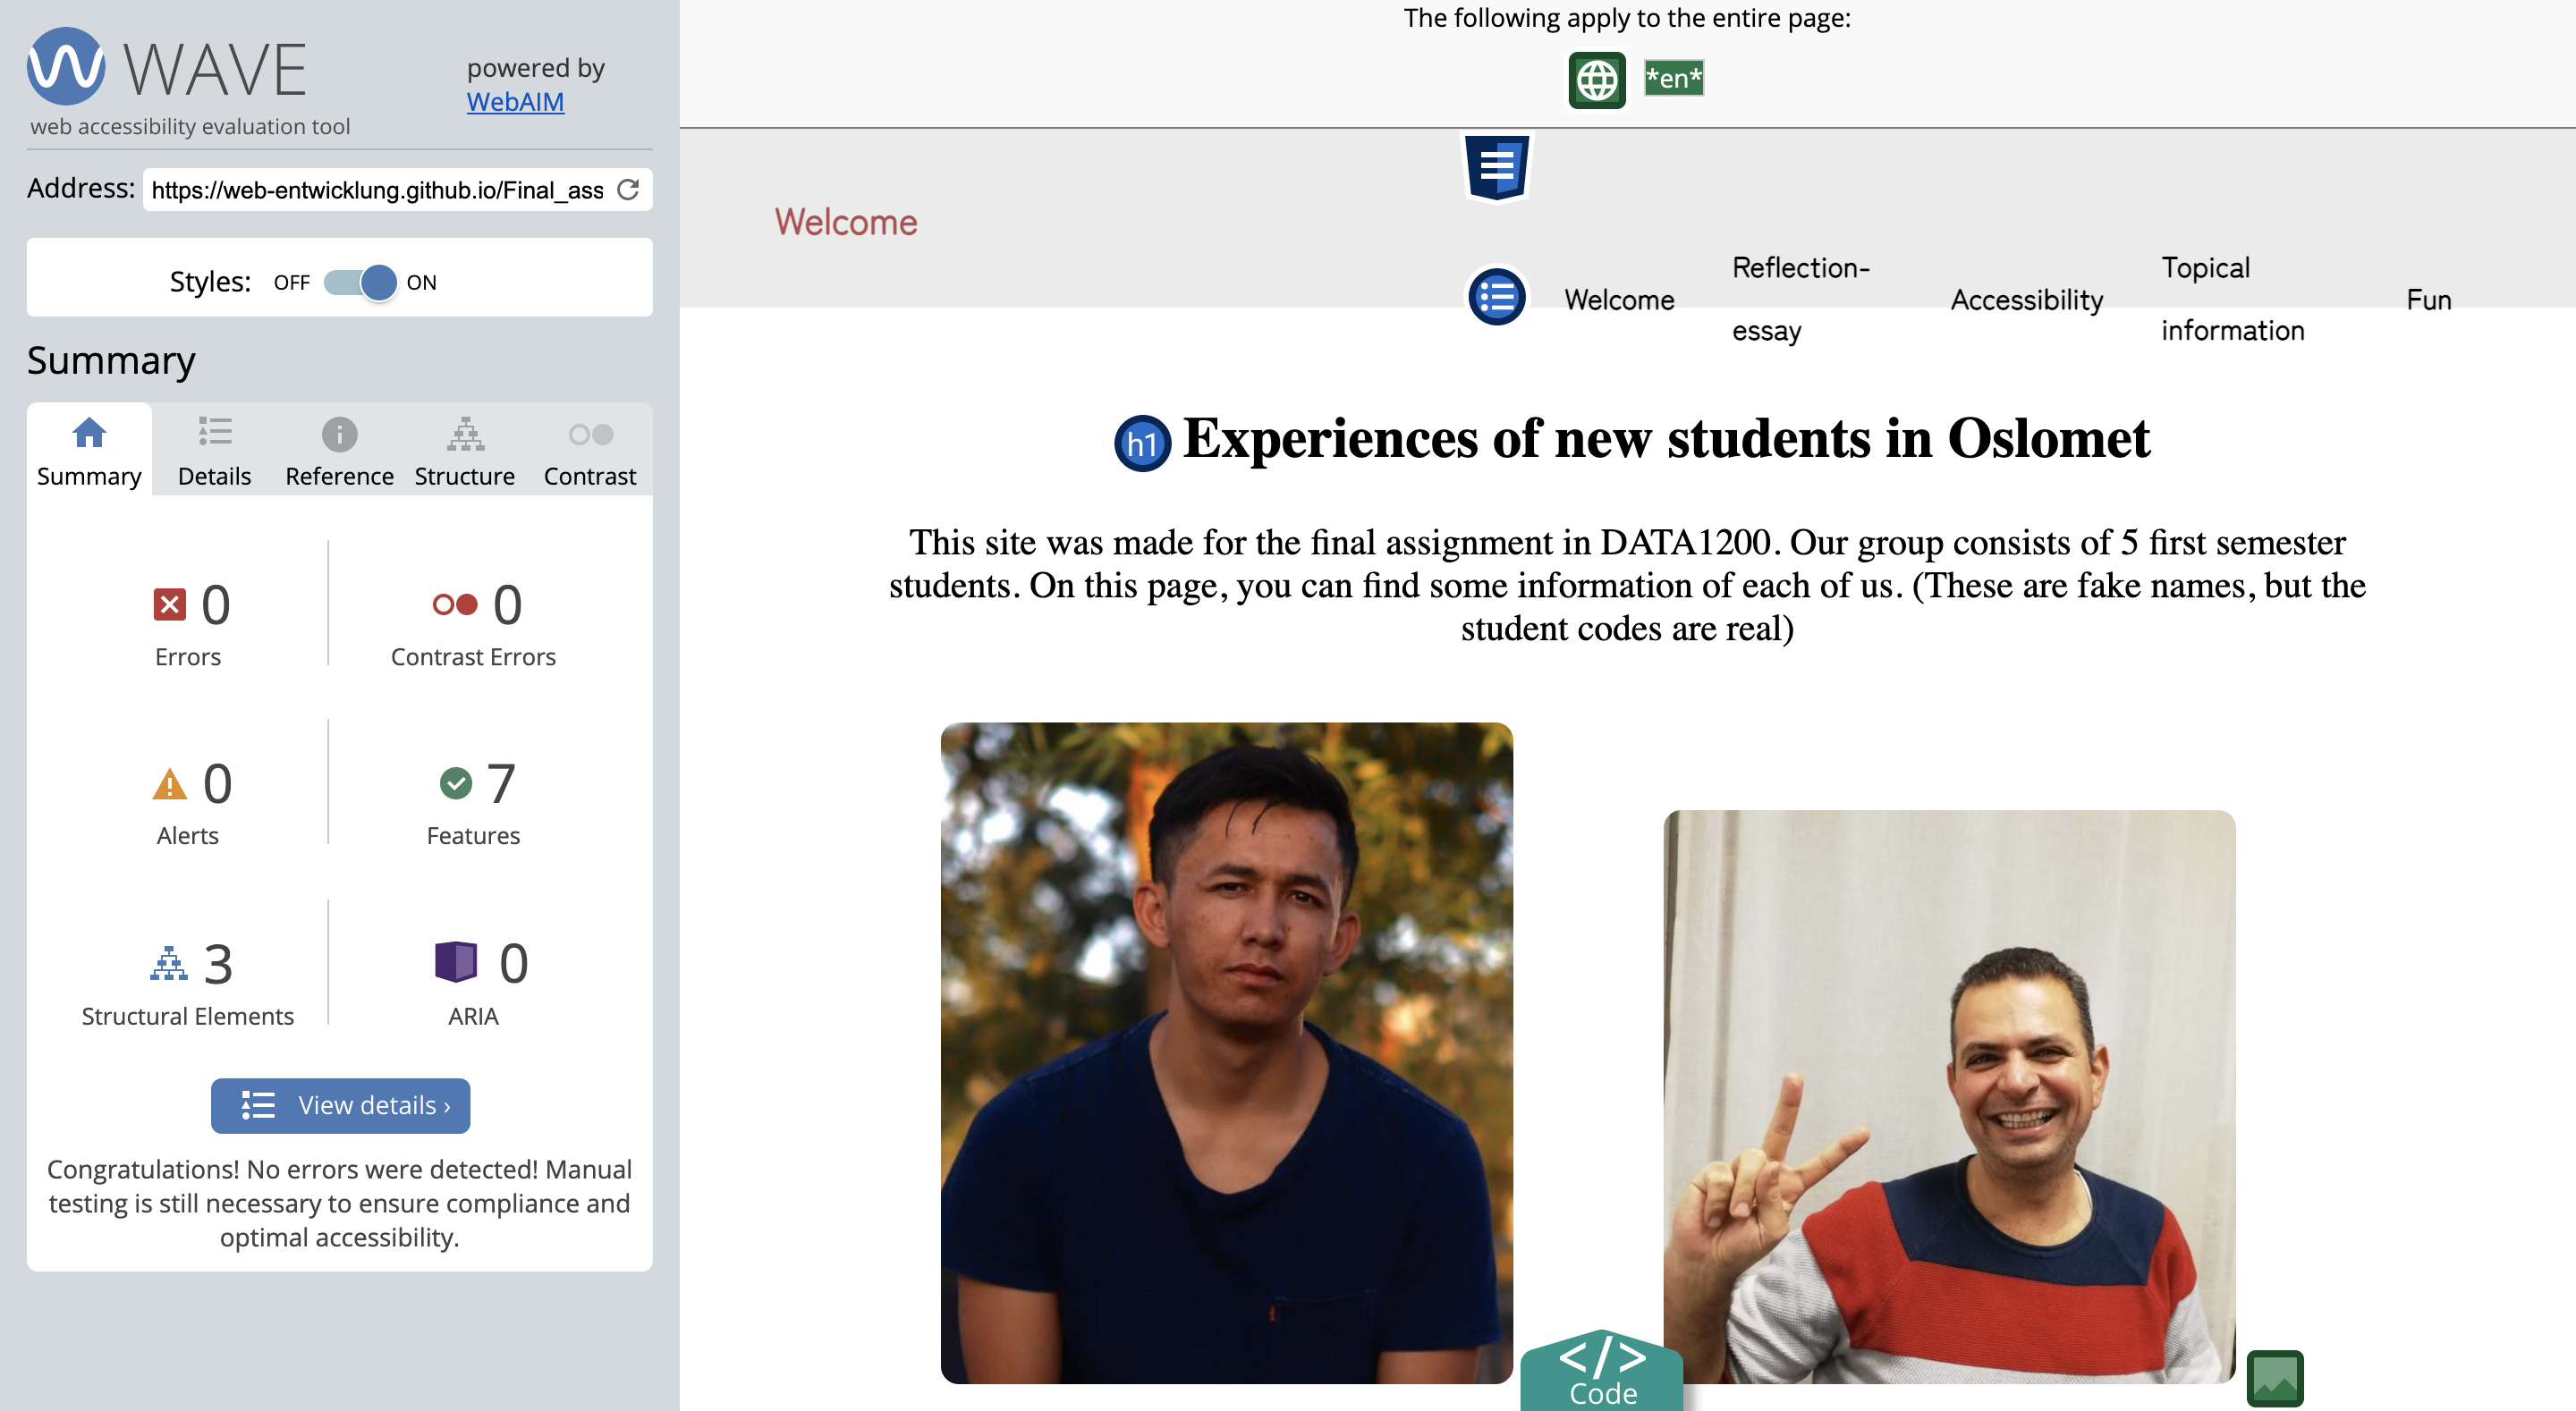 WAVE
powered by
WebAIM
web accessibility evaluation tool
Address: https://web-entwicklung.github.io/Final_ass
Styles: OFF ON
Summary
Summary Details Reference Structure Contrast
0 0
Errors Contrast Errors
0 7
Alerts Features
3 0
Structural Elements ARIA
View details ›
Congratulations! No errors were detected! Manual
testing is still necessary to ensure compliance and
optimal accessibility.
The following apply to the entire page:
*en*
Welcome
Welcome Reflection-
essay Accessibility Topical
information Fun
h1 Experiences of new students in Oslomet
This site was made for the final assignment in DATA1200. Our group consists of 5 first semester
students. On this page, you can find some information of each of us. (These are fake names, but the
student codes are real)
</>
Code